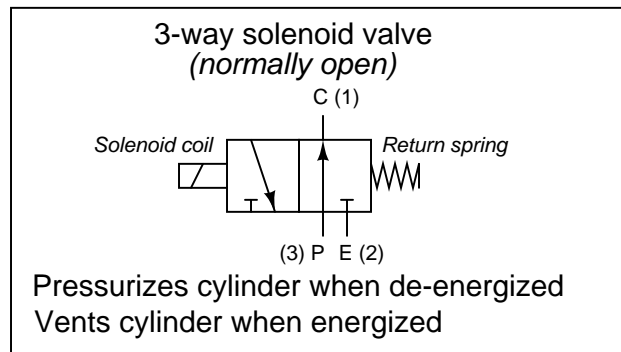 3-way solenoid valve
(normally open)
C (1)
Solenoid coil
Return spring
(3) P E (2)
Pressurizes cylinder when de-energized
Vents cylinder when energized